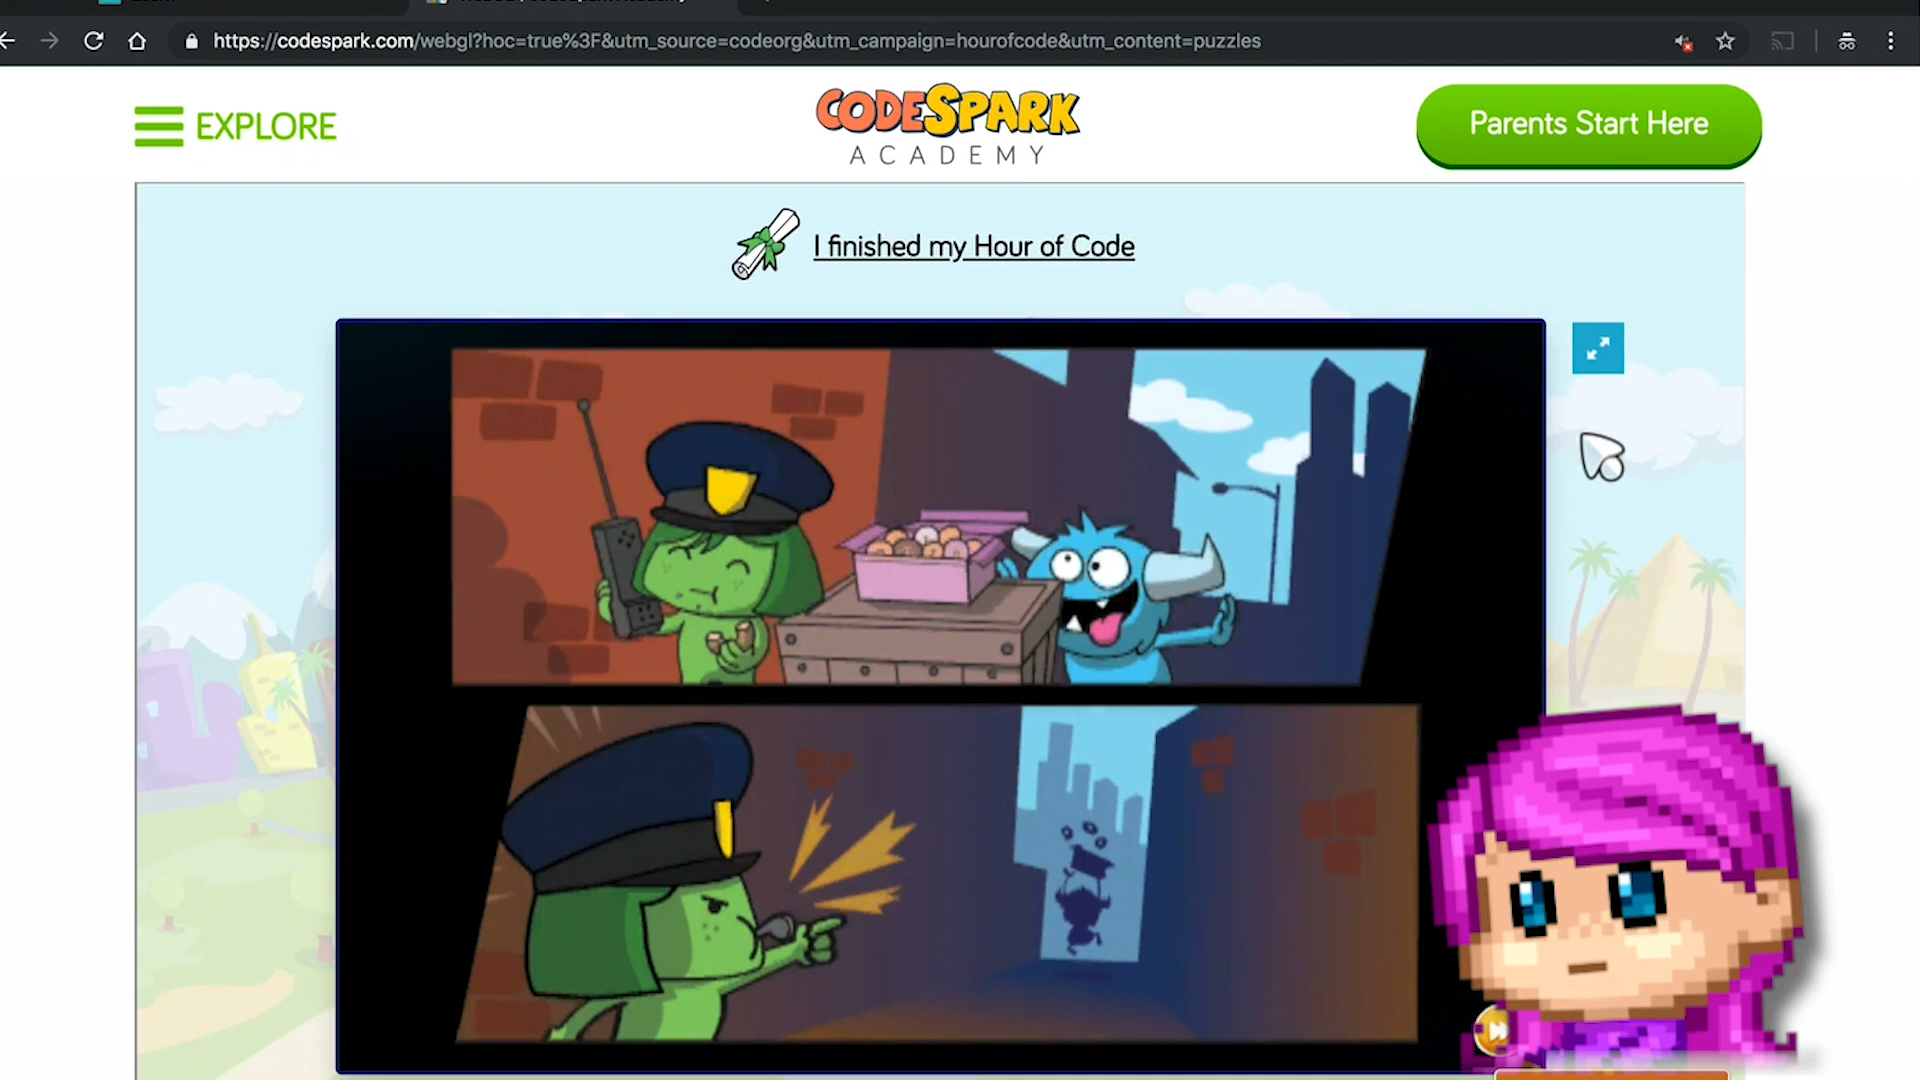 https://codespark.com/webgl?hoc=true%3F&utm_source=codeorg&utm_campaign=hourofcode&utm_content=puzzles
EXPLORE
CODESPARK
ACADEMY
Parents Start Here
I finished my Hour of Code